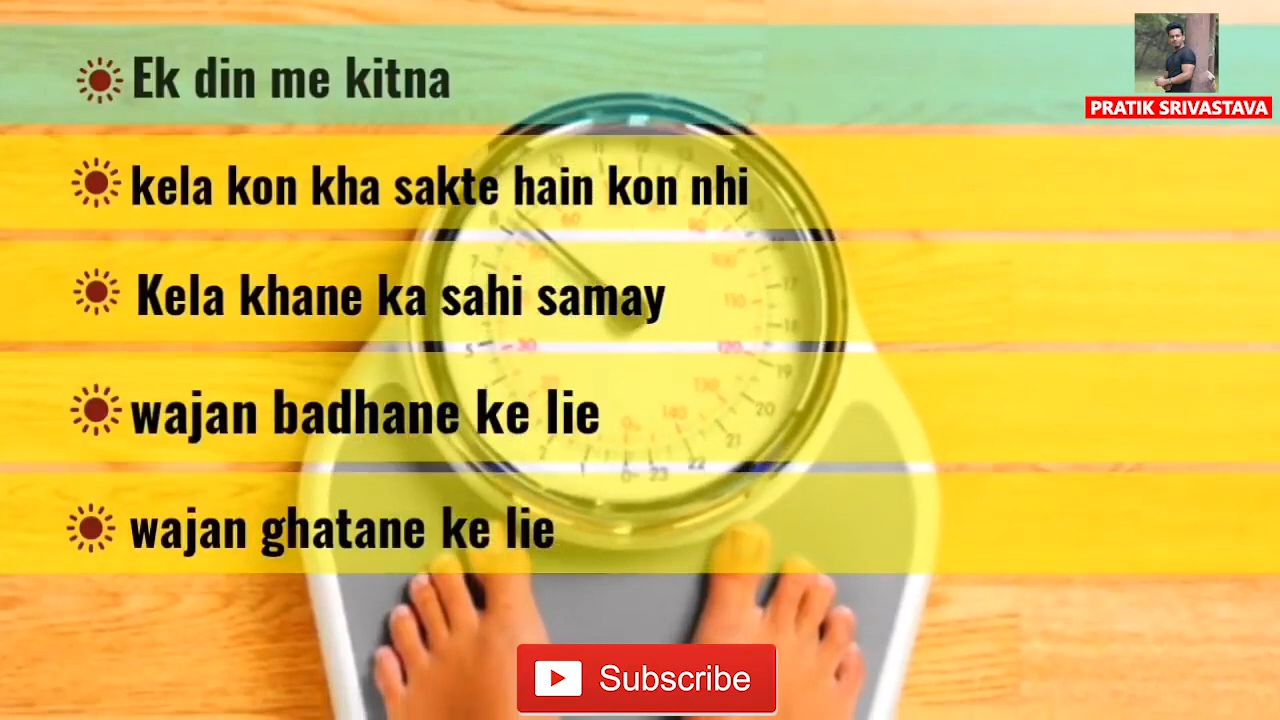 Ek din me kitna
PRATIK SRIVASTAVA
kela kon kha sakte hain kon nhi
Kela khane ka sahi samay
wajan badhane ke lie
wajan ghatane ke lie
Subscribe